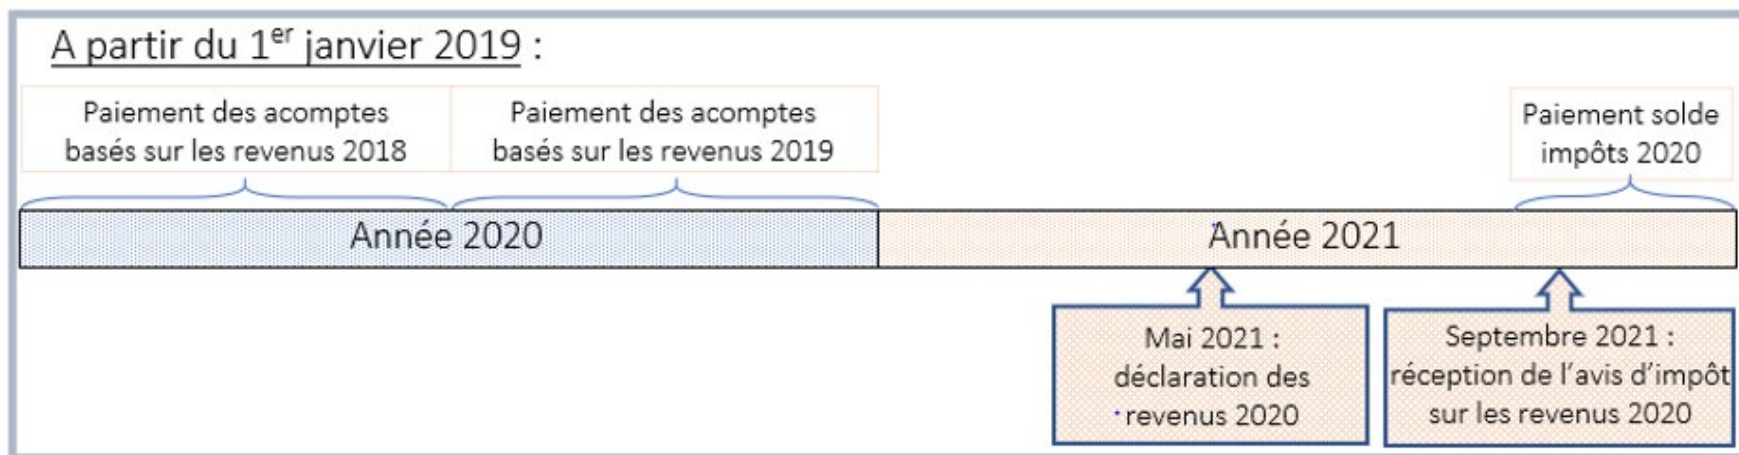 A partir du 1er janvier 2019 :
Paiement des acomptes
basés sur les revenus 2018
Paiement des acomptes
basés sur les revenus 2019
Paiement solde
impôts 2020
Année 2020
Année 2021
Mai 2021 :
déclaration des
revenus 2020
Septembre 2021 :
réception de l'avis d'impôt
sur les revenus 2020